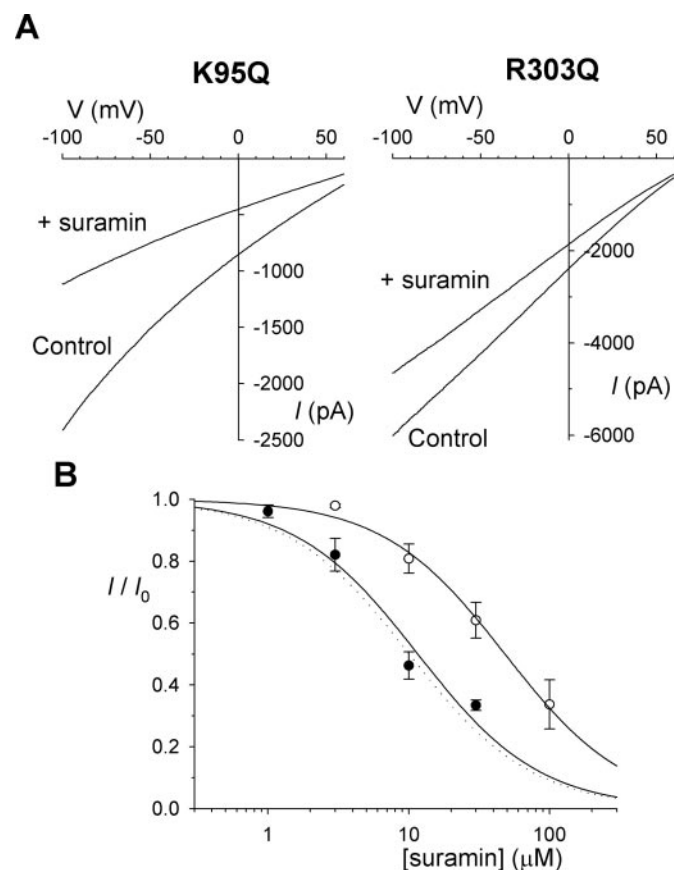 A
K95Q
R303Q
V (mV)
V (mV)
-100 -50 0 50
-100 -50 0 50
+ suramin
Control
-1000
-1500
-2000
-2500
I (pA)
+ suramin
Control
-2000
-4000
-6000
I (pA)
B
1.0
0.8
0.6
0.4
0.2
0.0
I / I0
1 10 100
[suramin] (μM)